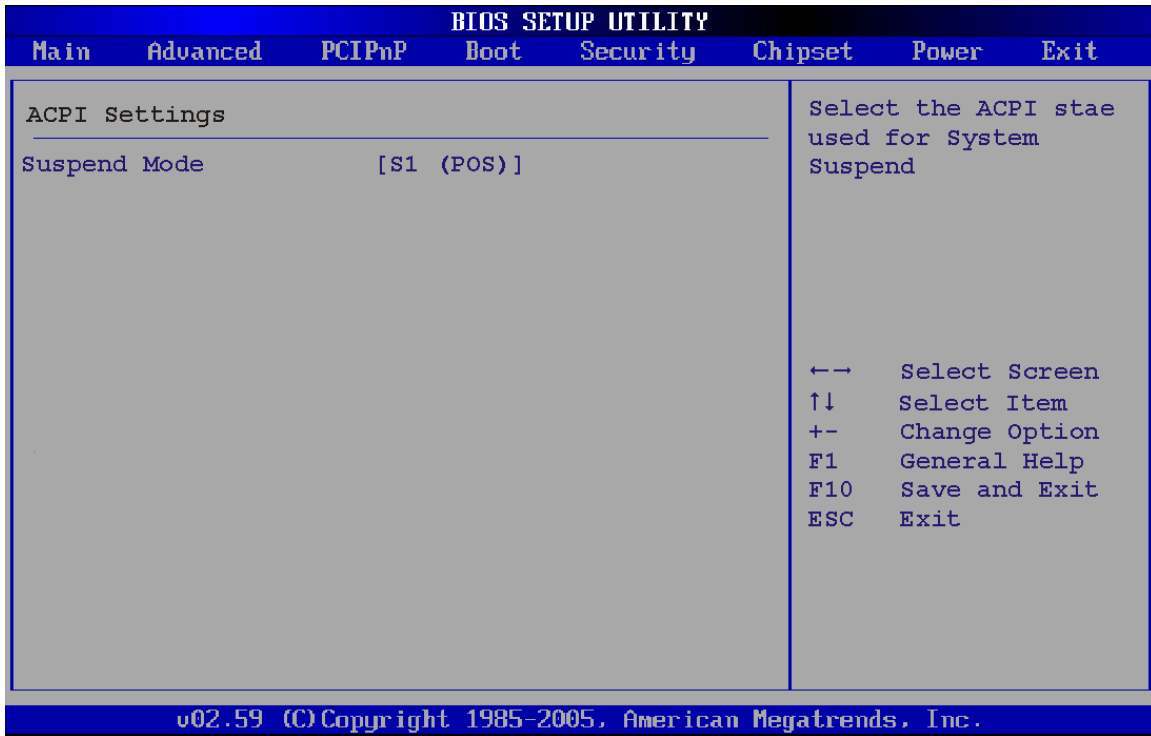 BIOS SETUP UTILITY
Main Advanced PCIPnP Boot Security Chipset Power Exit
ACPI Settings
Suspend Mode [S1 (POS)]
Select the ACPI stae
used for System
Suspend
←→ Select Screen
↑↓ Select Item
+- Change Option
F1 General Help
F10 Save and Exit
ESC Exit
v02.59 (C)Copyright 1985-2005, American Megatrends, Inc.